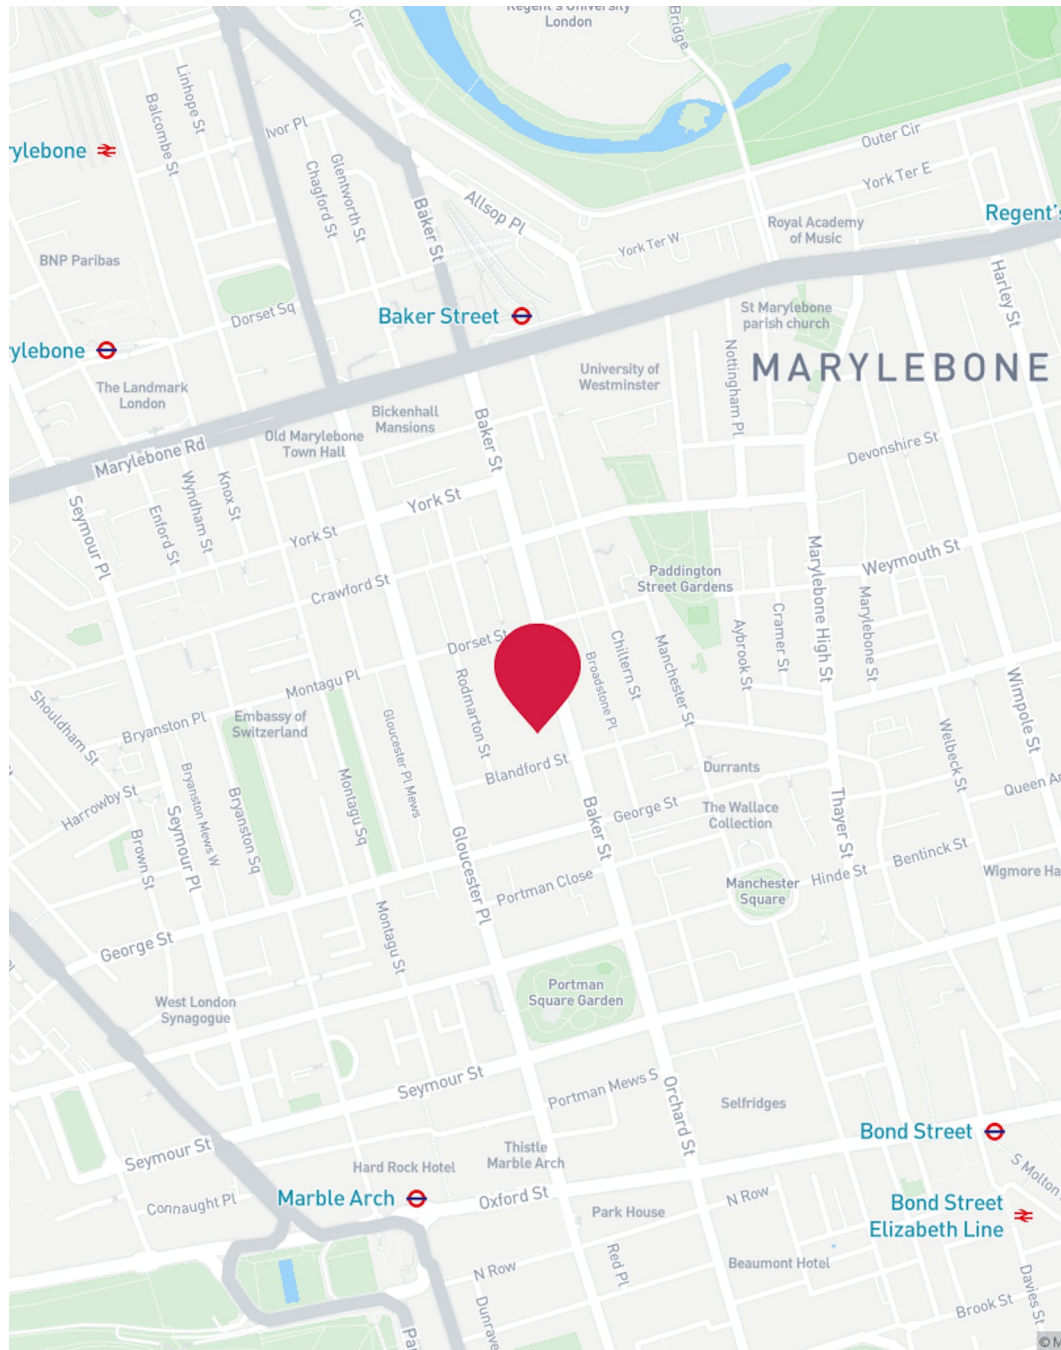 Regent's University
London
Cir
Bridge
Linhope St
Balcombe St
Ivor Pl
Glentworth St
Chagford St
Outer Cir
rylebone
York Ter E
Allsop Pl
Baker St
Regent's
Royal Academy
of Music
York Ter W
BNP Paribas
Harley St
Dorset Sq
Baker Street
St Marylebone
parish church
rylebone
University of
Westminster
Nottingham Pl
MARYLEBONE
The Landmark
London
Bickenhall
Mansions
Old Marylebone
Town Hall
Baker St
Marylebone Rd
Devonshire St
Knox St
Wyndham St
Enford St
Seymour Pl
York St
York St
Crawford St
Weymouth St
Paddington
Street Gardens
Marylebone High St
Marylebone St
Cramer St
Aybrook St
Dorset St
Chiltern St
Manchester St
Broadstone Pl
Rodmarton St
Montagu Pl
Wimpole St
Shouldham St
Bryanston Pl
Embassy of
Switzerland
Gloucester Pl Mews
Welbeck St
Blandford St
Durrants
Queen An
Harrowby St
Bryanston Mews W
Bryanston Sq
Montagu Sq
Seymour Pl
Brown St
George St
The Wallace
Collection
Baker St
Thayer St
Gloucester Pl
Bentinck St
Hinde St
Wigmore Ha
Portman Close
Manchester
Square
Montagu St
George St
Portman
Square Garden
West London
Synagogue
Seymour St
Portman Mews S
Orchard St
Selfridges
Bond Street
Seymour St
Thistle
Marble Arch
Hard Rock Hotel
S Molton
Connaught Pl
Marble Arch
Oxford St
N Row
Bond Street
Elizabeth Line
Park House
Red Pl
Beaumont Hotel
N Row
Davies St
Brook St
Dunrave
Par
© M